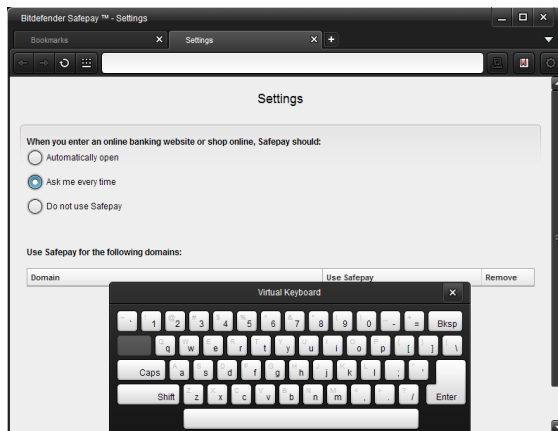 Bitdefender Safepay ™ - Settings
Bookmarks
Settings
Settings
When you enter an online banking website or shop online, Safepay should:
Automatically open
Ask me every time
Do not use Safepay
Use Safepay for the following domains:
Domain Use Safepay Remove
Virtual Keyboard
~ ` ! 1 @ 2 # 3 $ 4 % 5 ^ 6 & 7 * 8 ( 9 ) 0 _ - + = Bksp
Q q W w E e R r T t Y y U u I i O o P p { [ } ] | \
Caps A a S s D d F f G g H h J j K k L l : ; " '
Shift Z z X x C c V v B b N n M m < , > . ? / Enter